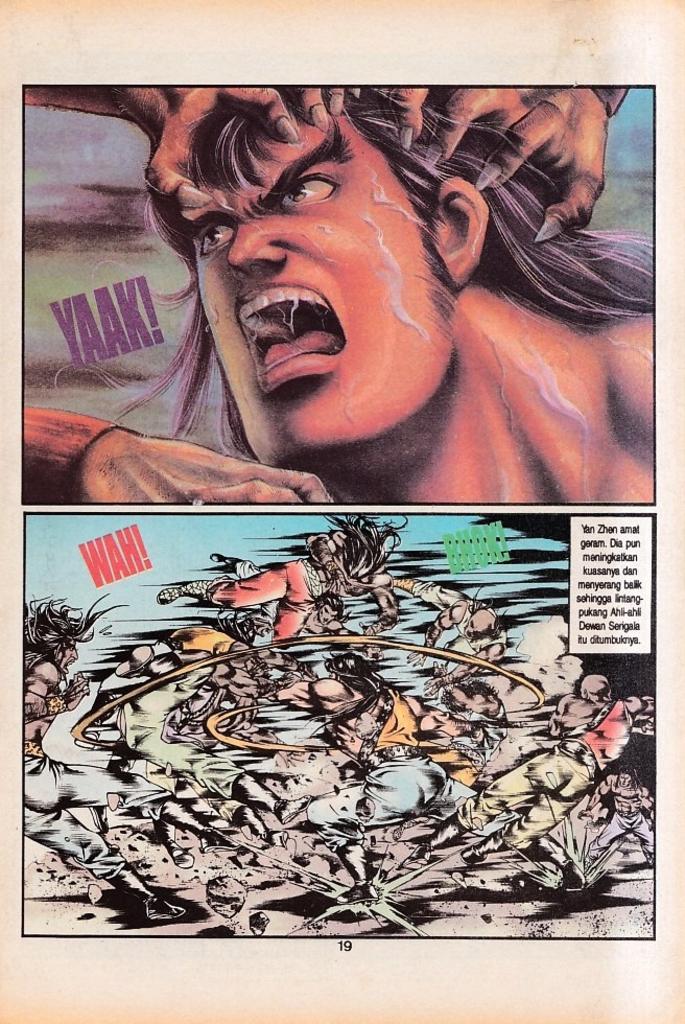 YAAK!
WAH!
BHUK!
Yan Zhen amat
geram. Dia pun
meningkatkan
kuasanya dan
menyerang balik
sehingga lintang-
pukang Ahli-ahli
Dewan Serigala
itu ditumbuknya.
19